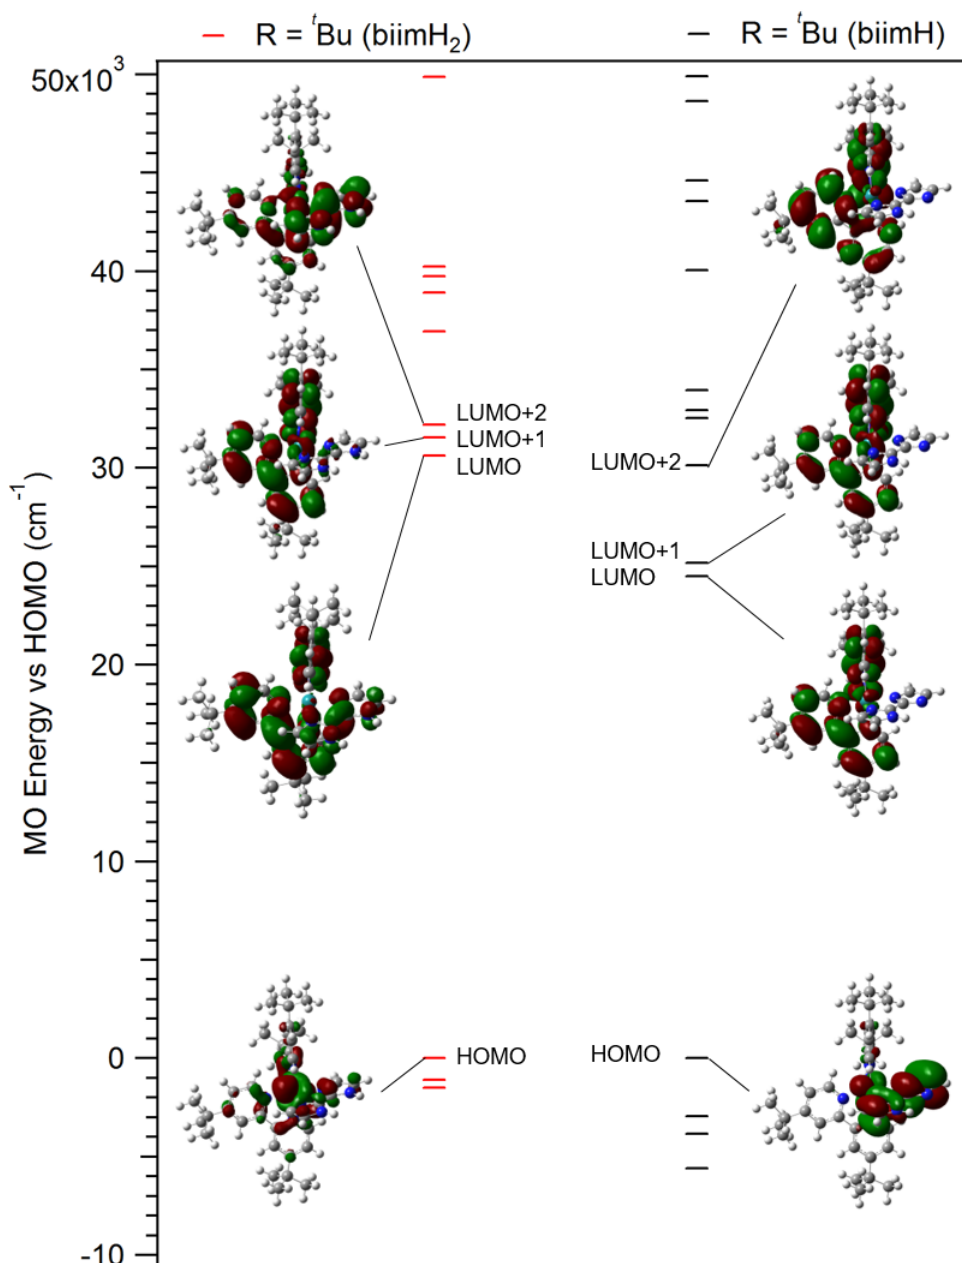 R = ᵗBu (biimH₂)
R = ᵗBu (biimH)
MO Energy vs HOMO (cm⁻¹)
50x10³
40
30
20
10
0
-10
LUMO+2
LUMO+1
LUMO
HOMO
LUMO+2
LUMO+1
LUMO
HOMO